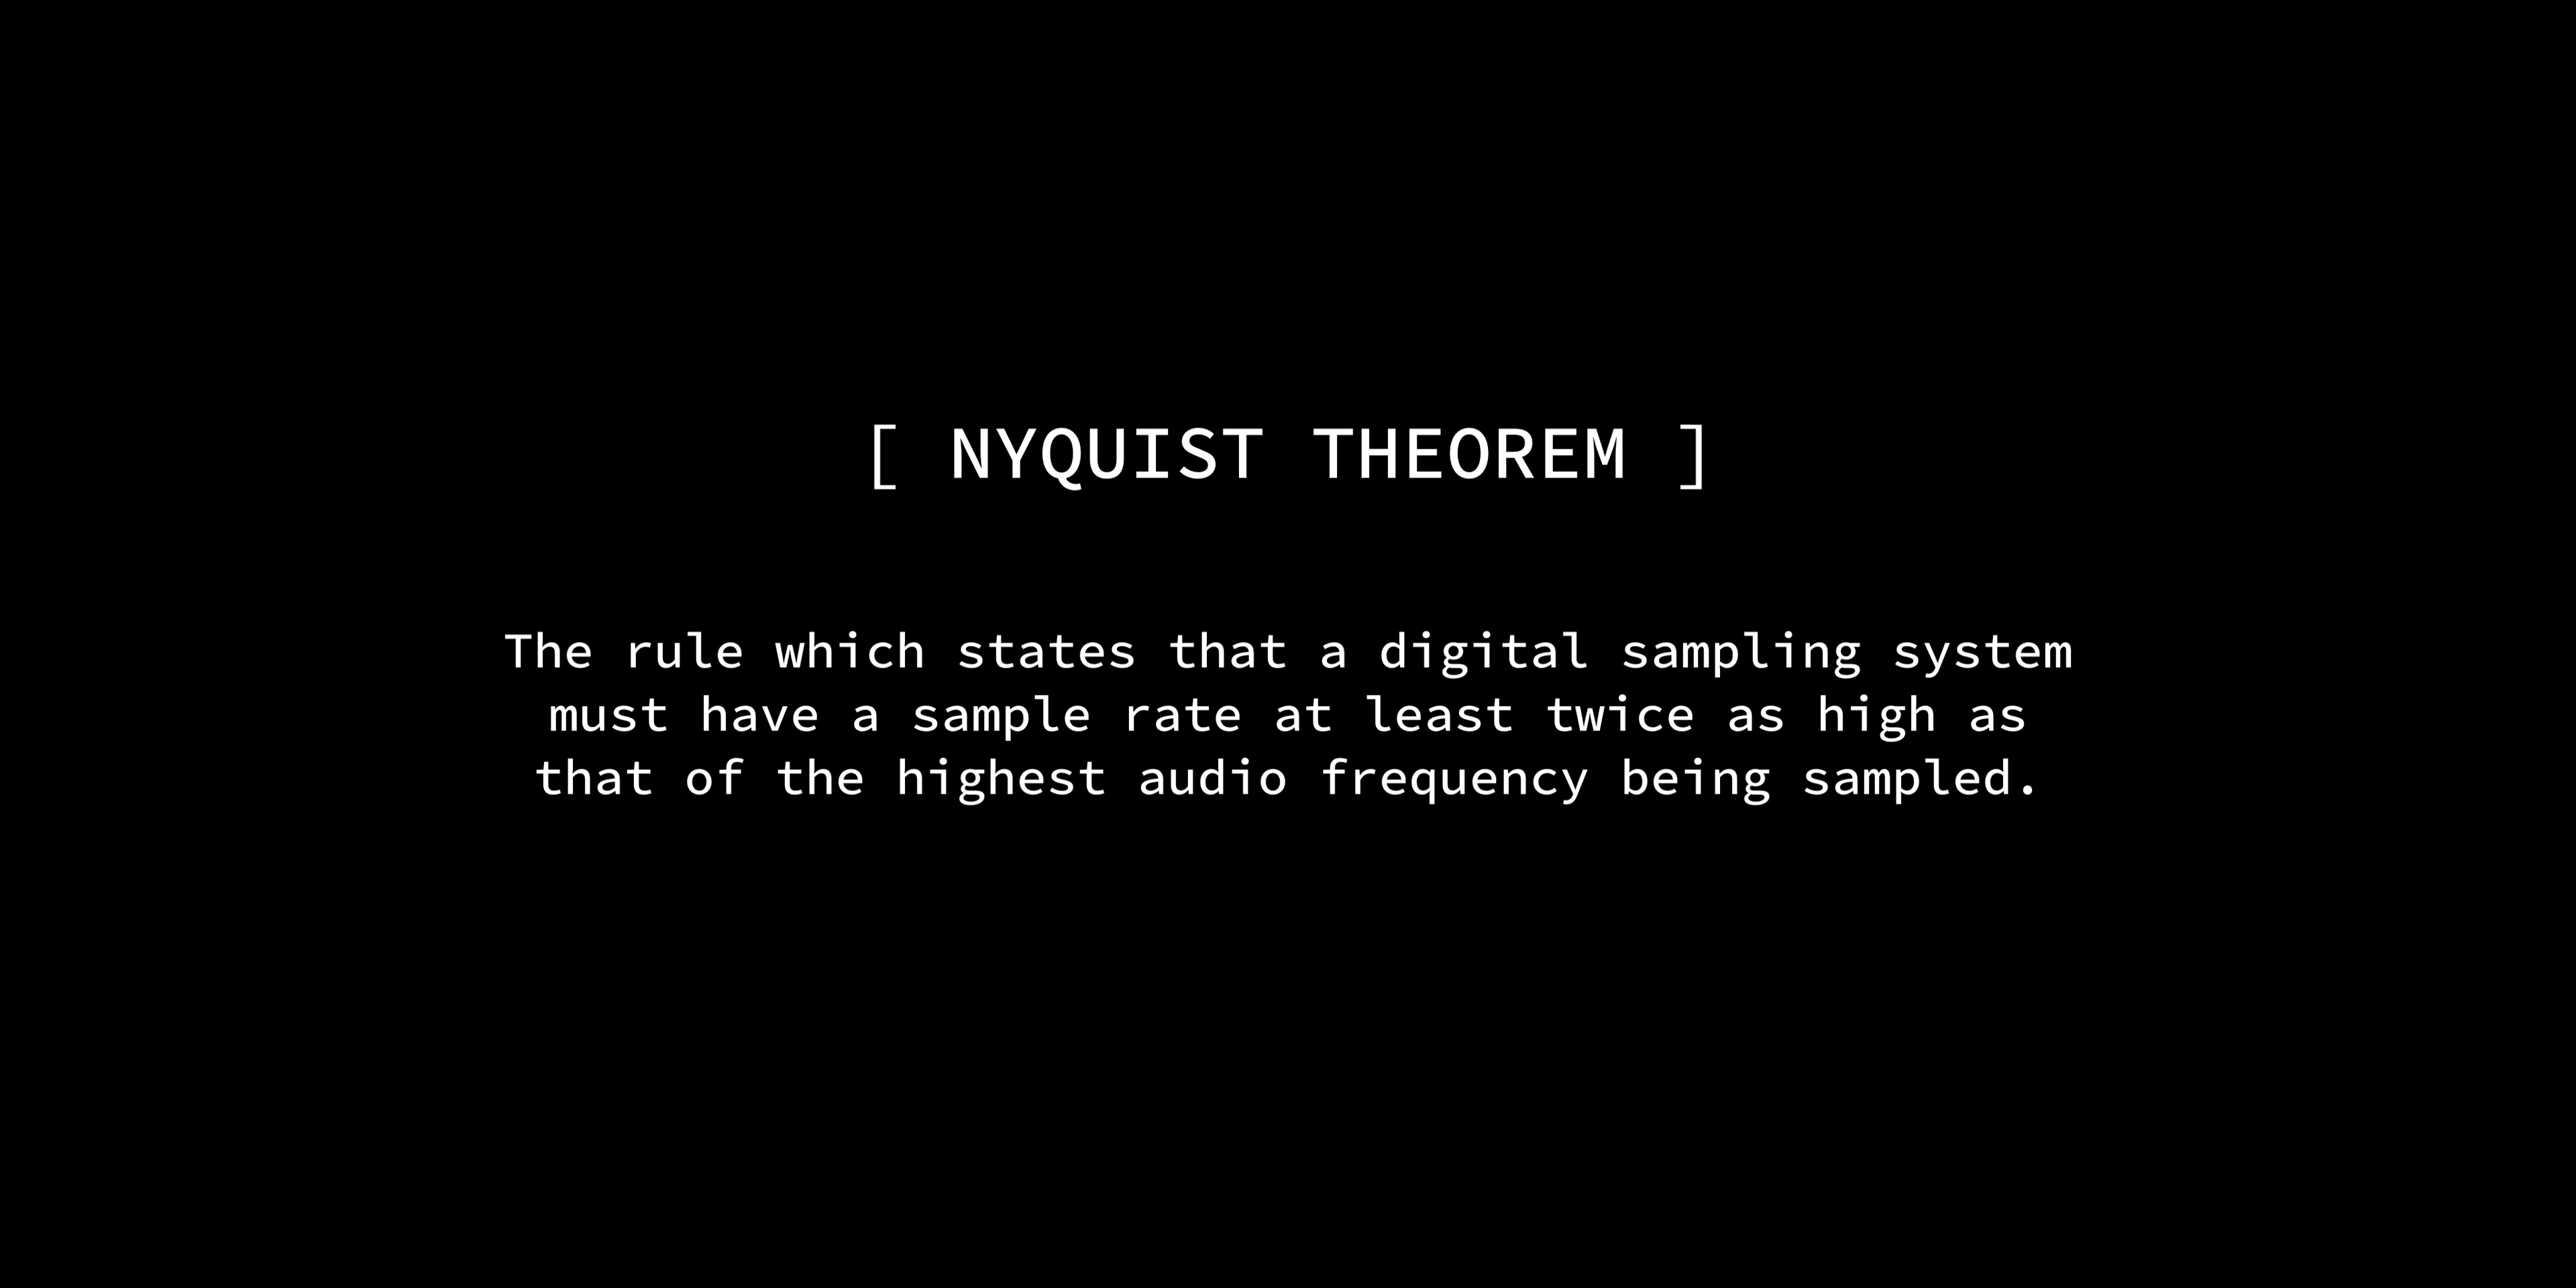 [ NYQUIST THEOREM ]
The rule which states that a digital sampling system
must have a sample rate at least twice as high as
that of the highest audio frequency being sampled.